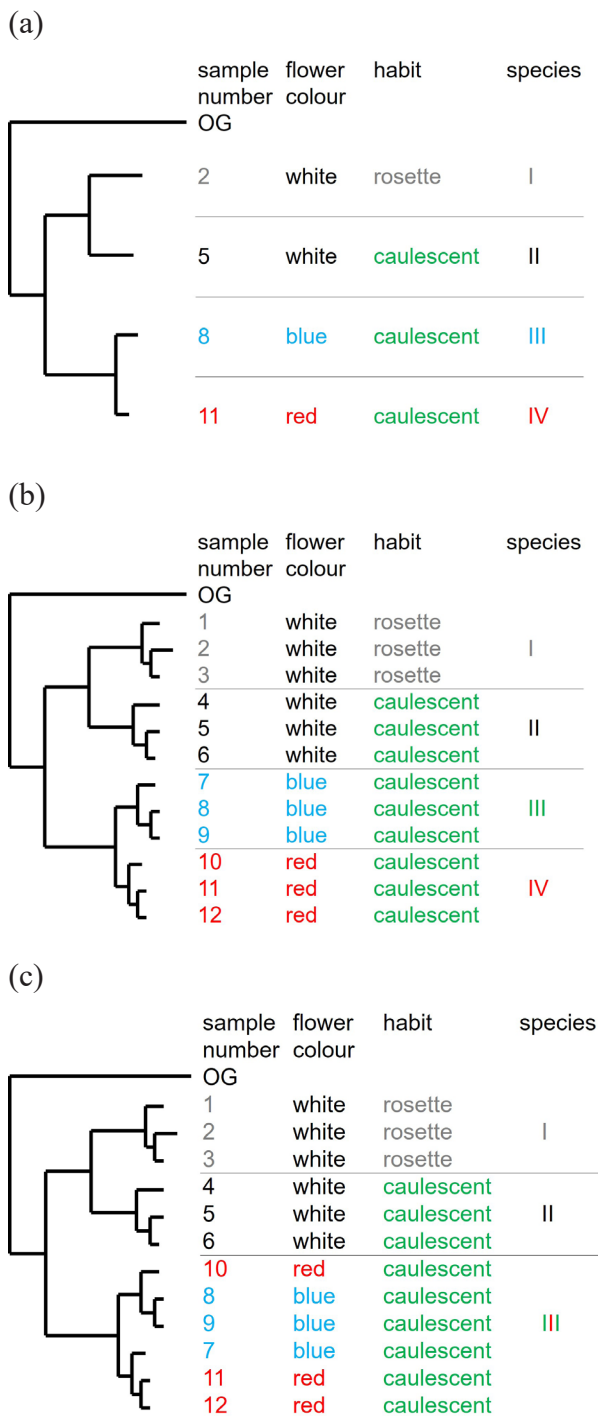 (a)
sample flower habit species
number colour
OG
2 white rosette I
5 white caulescent II
8 blue caulescent III
11 red caulescent IV
(b)
sample flower habit species
number colour
OG
1 white rosette
2 white rosette I
3 white rosette
4 white caulescent
5 white caulescent II
6 white caulescent
7 blue caulescent
8 blue caulescent III
9 blue caulescent
10 red caulescent
11 red caulescent IV
12 red caulescent
(c)
sample flower habit species
number colour
OG
1 white rosette
2 white rosette I
3 white rosette
4 white caulescent
5 white caulescent II
6 white caulescent
10 red caulescent
8 blue caulescent
9 blue caulescent III
7 blue caulescent
11 red caulescent
12 red caulescent